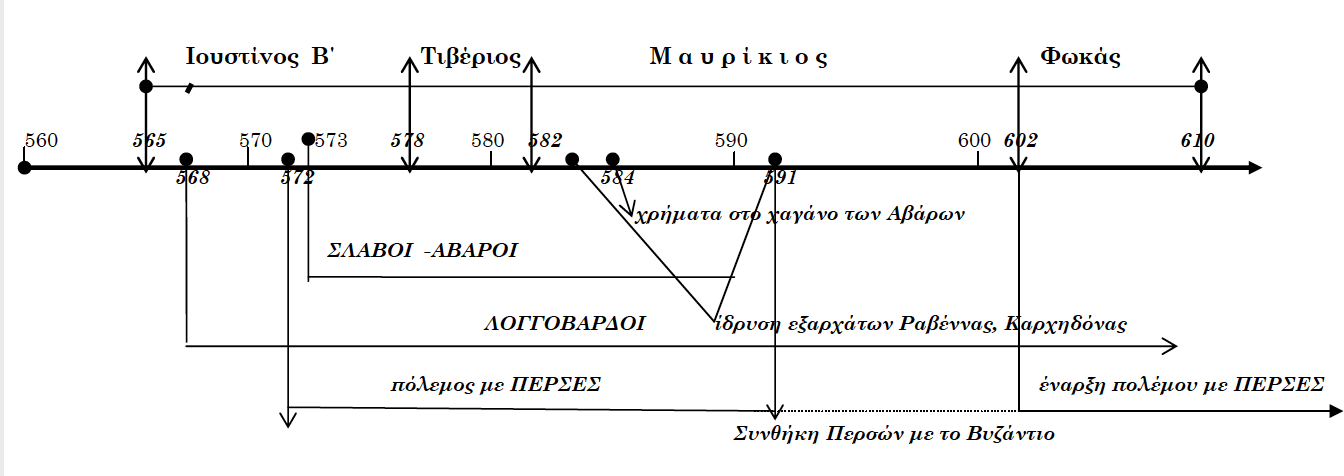 Ιουστίνος Β' Τιβέριος Μ α υ ρ ί κ ι ο ς Φωκάς
560 565 570 573 578 580 582 590 600 602 610
568 572 584 591
χρήματα στο χαγάνο των Αβάρων
ΣΛΑΒΟΙ -ΑΒΑΡΟΙ
ΛΟΓΓΟΒΑΡΔΟΙ ίδρυση εξαρχάτων Ραβέννας, Καρχηδόνας
πόλεμος με ΠΕΡΣΕΣ έναρξη πολέμου με ΠΕΡΣΕΣ
Συνθήκη Περσών με το Βυζάντιο